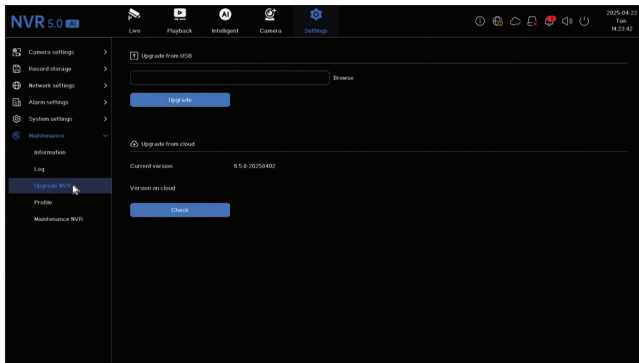 NVR 5.0 AI
Live
Playback
AI
Intelligent
Camera
Settings
2025-04-22
Tue
14:23:42
Camera settings
Record storage
Network settings
Alarm settings
System settings
Maintenance
Information
Log
Upgrade NVR
Profile
Maintenance NVR
Upgrade from USB
Browse
Upgrade
Upgrade from cloud
Current version 6.5.0-20250402
Version on cloud
Check